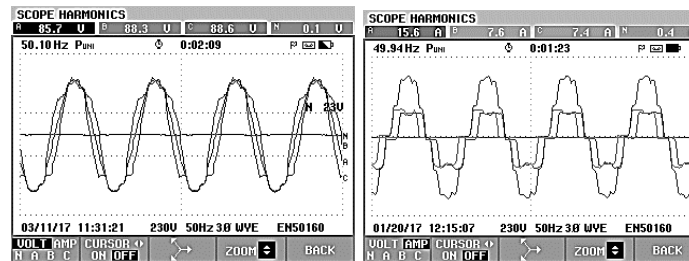 SCOPE HARMONICS
A 85.7 V B 88.3 V C 88.6 V N 0.1 V
50.10 Hz PUNI 0:02:09
N 23V
N
B
A
C
03/11/17 11:31:21 230V 50Hz 3Ø WYE EN50160
VOLT AMP CURSOR
N A B C ON OFF ZOOM BACK
SCOPE HARMONICS
A 15.6 A B 7.6 A C 7.4 A N 0.4
49.94Hz PUNI 0:01:23
01/20/17 12:15:07 230V 50Hz 3Ø WYE EN50160
VOLT AMP CURSOR
N A B C ON OFF ZOOM BACK